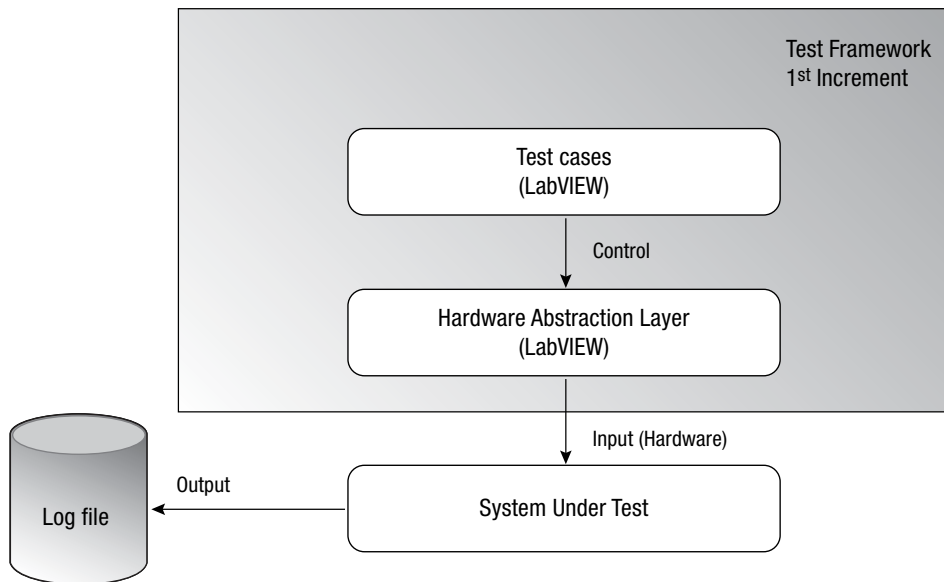 Test Framework
1st Increment
Test cases
(LabVIEW)
Control
Hardware Abstraction Layer
(LabVIEW)
Input (Hardware)
Output
System Under Test
Log file